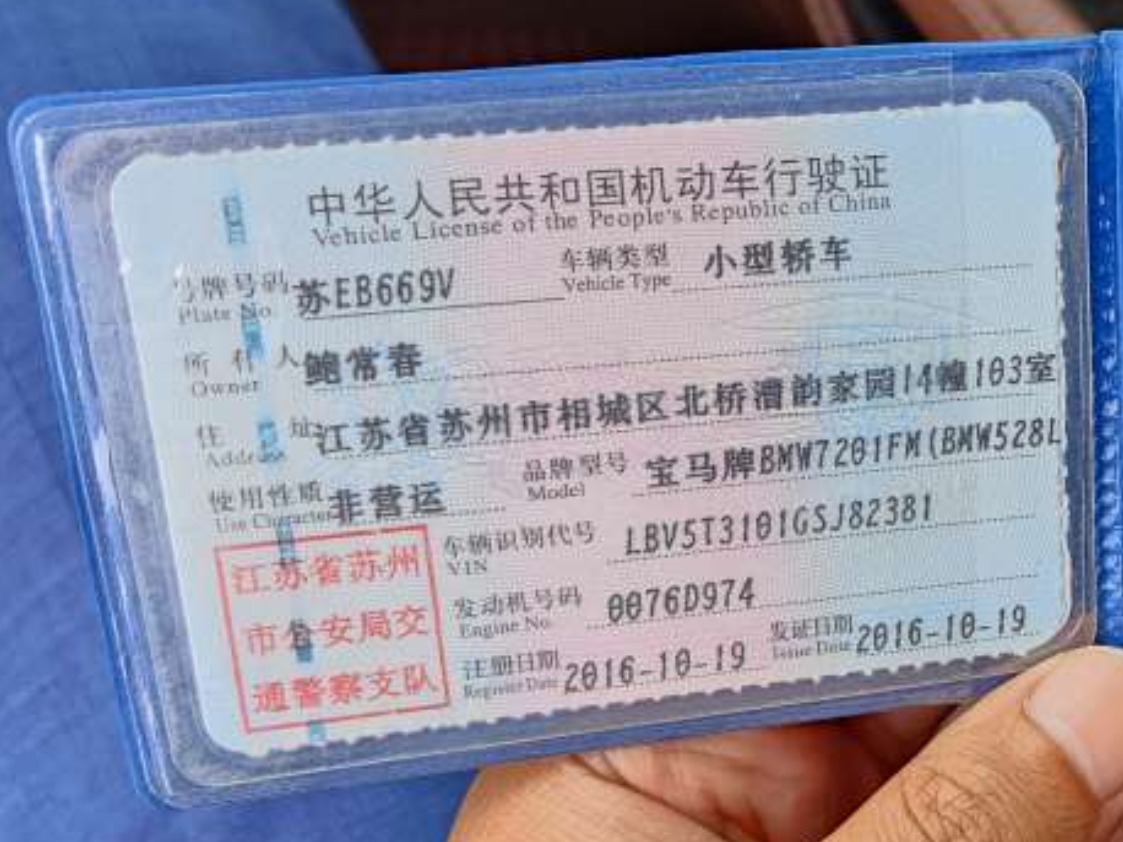 中华人民共和国机动车行驶证
Vehicle License of the People's Republic of China
号牌号码 苏EB669V 车辆类型 小型轿车
Plate No. Vehicle Type
所有人 鲍常春
Owner
住址 江苏省苏州市相城区北桥漕韵家园14幢103室
Address
使用性质 非营运 品牌型号 宝马牌BMW7201FM(BMW528L
Use Character Model
江苏省苏州
市公安局交
通警察支队
车辆识别代号 LBV5T3101GSJ82381
VIN
发动机号码 0076D974
Engine No.
注册日期 2016-10-19 发证日期 2016-10-19
Register Date Issue Date